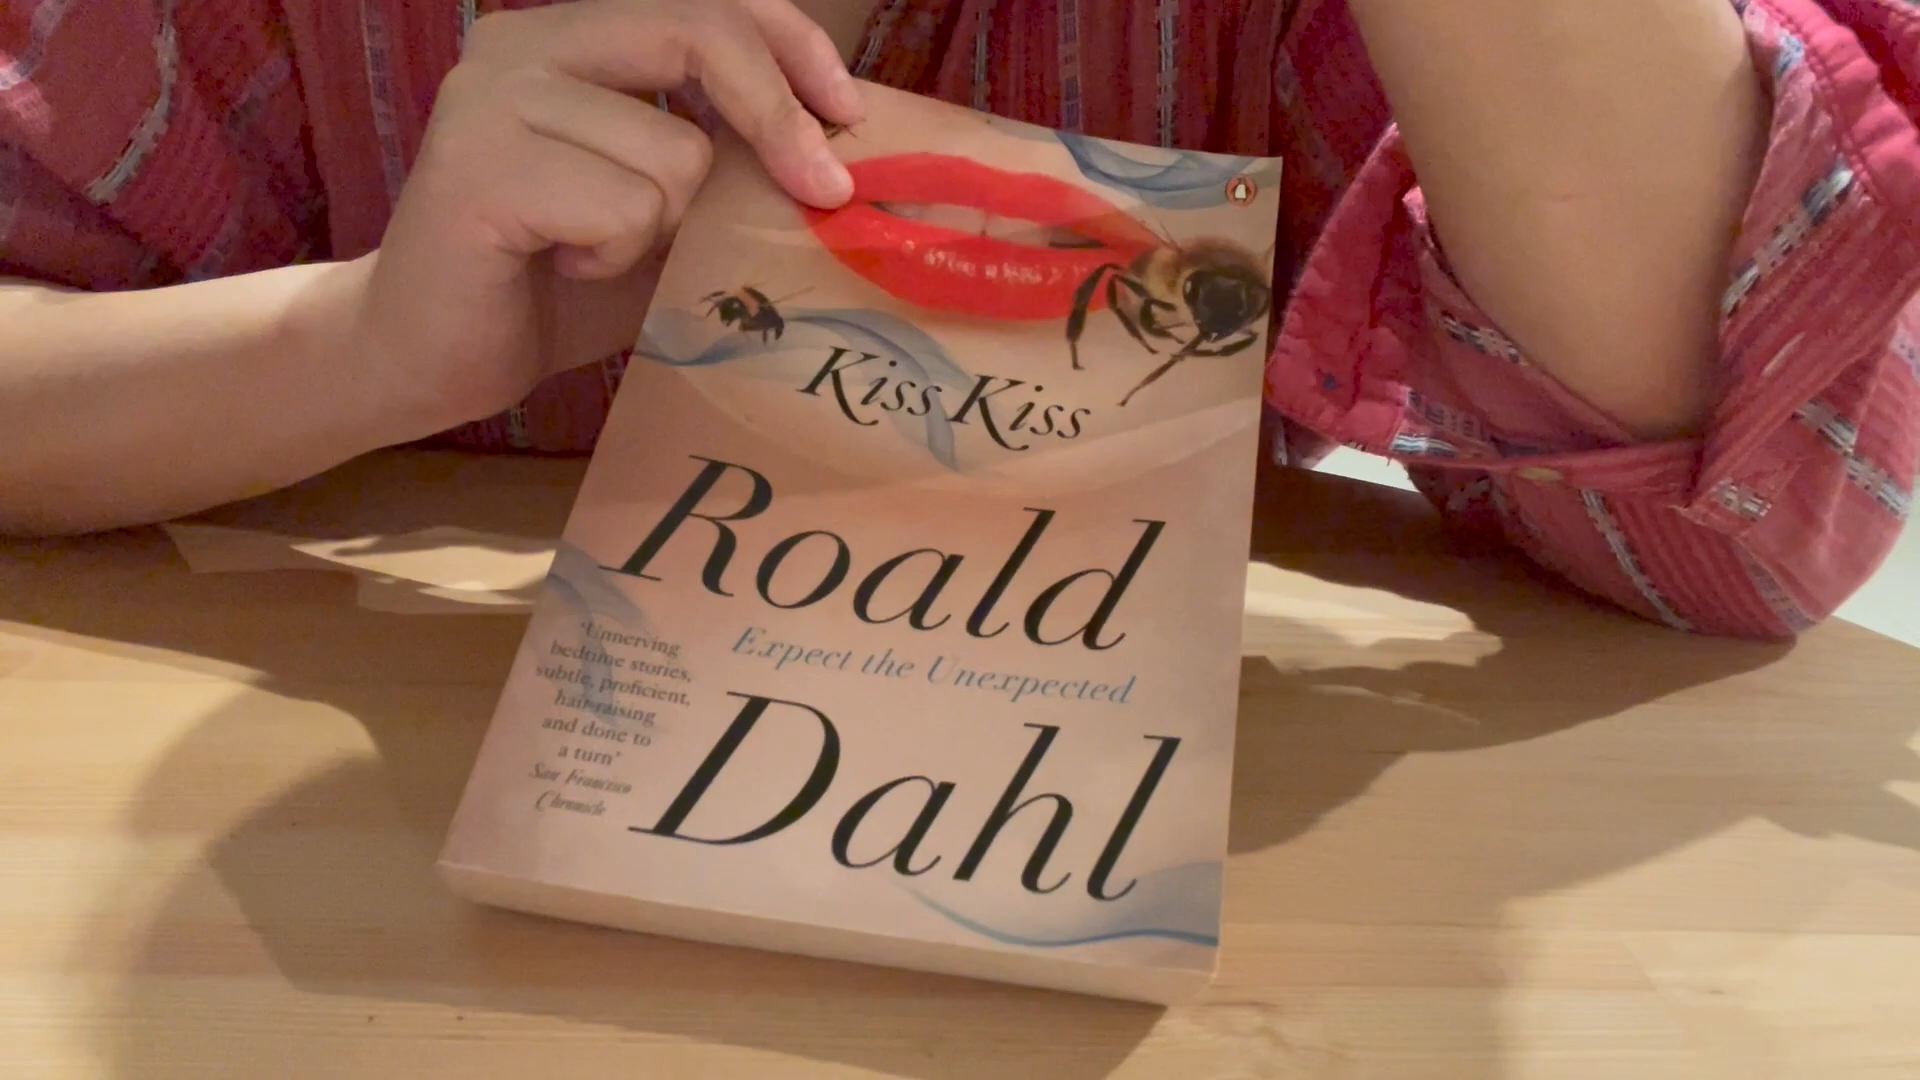 Kiss Kiss
Roald
Expect the Unexpected
Dahl
'Unnerving
bedtime stories,
subtle, proficient,
hair-raising
and done to
a turn'
San Francisco
Chronicle